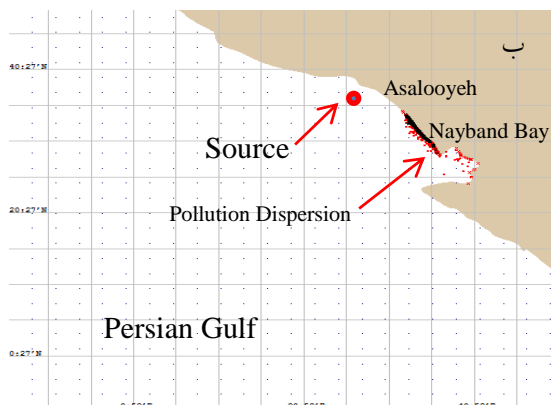 ب
40:27'N
Asalooyeh
Nayband Bay
Source
20:27'N
Pollution Dispersion
Persian Gulf
0:27'N